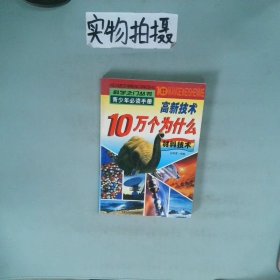 实物拍摄
科学之门丛书
青少年必读手册
高新技术
10万个为什么
材料技术